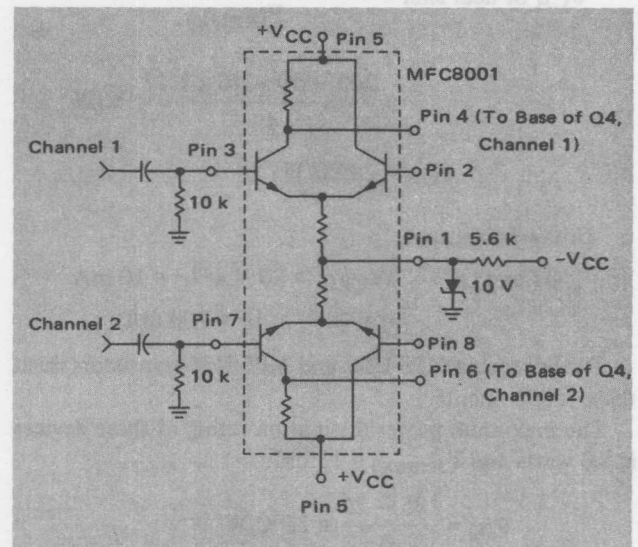 +VCC
Pin 5
MFC8001
Pin 4 (To Base of Q4,
Channel 1)
Channel 1
Pin 3
Pin 2
10 k
Pin 1
5.6 k
−VCC
10 V
Channel 2
Pin 7
Pin 8
10 k
Pin 6 (To Base of Q4,
Channel 2)
+VCC
Pin 5